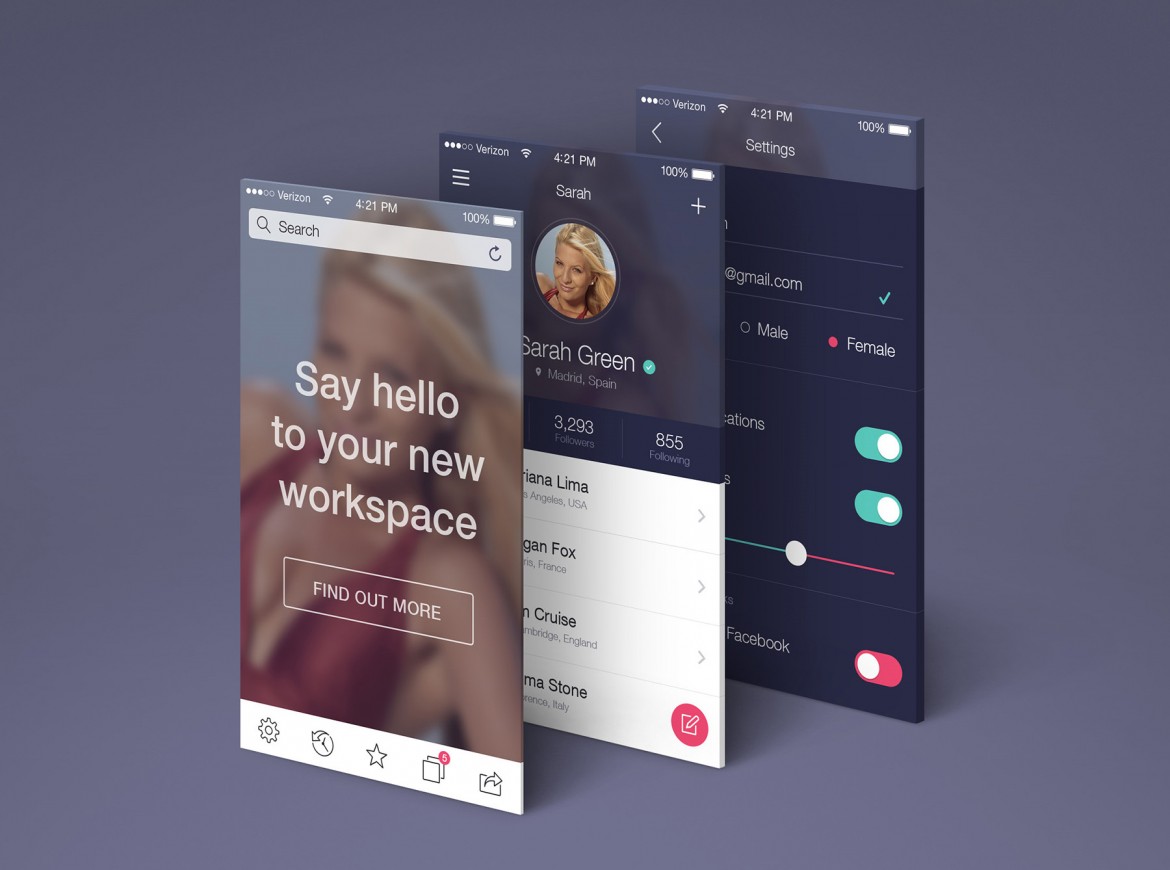 Verizon 4:21 PM 100%
Search
Say hello
to your new
workspace
FIND OUT MORE
5
Verizon 4:21 PM 100%
Sarah
Sarah Green
Madrid, Spain
3,293
Followers
855
Following
riana Lima
s Angeles, USA
gan Fox
ris, France
m Cruise
mbridge, England
ma Stone
rence, Italy
Verizon 4:21 PM 100%
Settings
@gmail.com
Male Female
cations
s
ks
Facebook